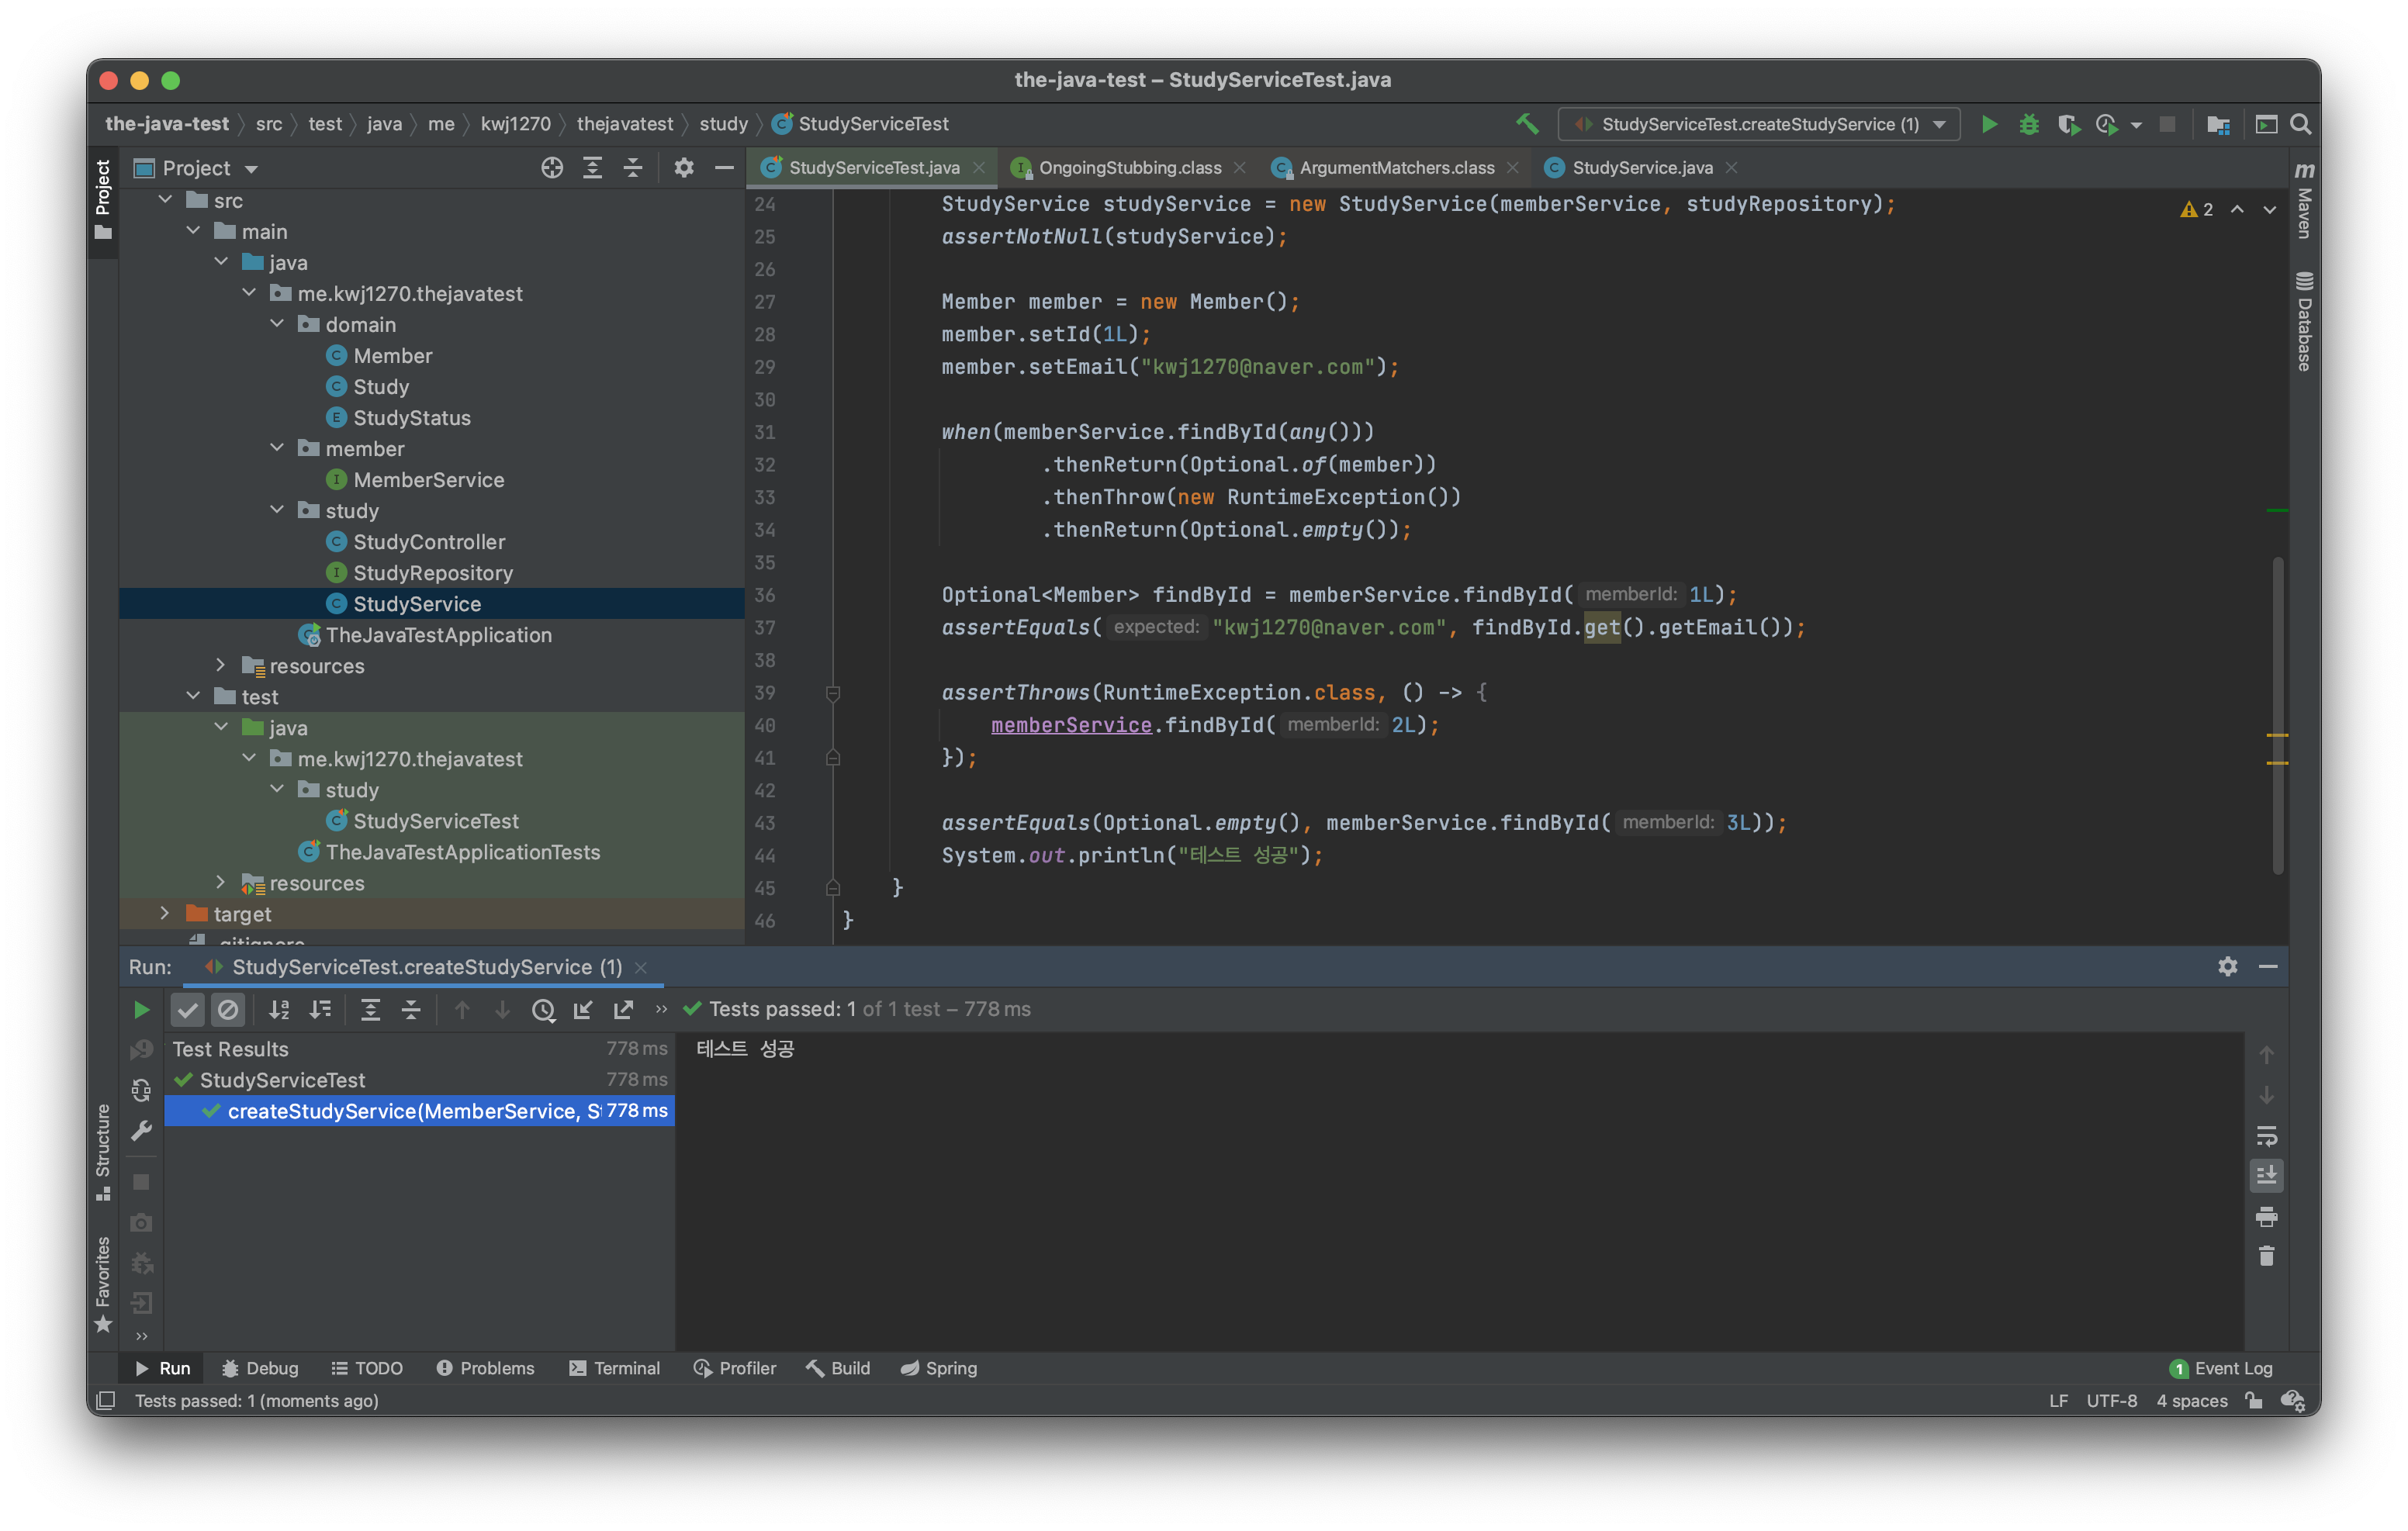 the-java-test – StudyServiceTest.java
the-java-test src test java me kwj1270 thejavatest study StudyServiceTest
StudyServiceTest.createStudyService (1)
Project
StudyServiceTest.java OngoingStubbing.class ArgumentMatchers.class StudyService.java
Project
src
main
java
me.kwj1270.thejavatest
domain
Member
Study
StudyStatus
member
MemberService
study
StudyController
StudyRepository
StudyService
TheJavaTestApplication
resources
test
java
me.kwj1270.thejavatest
study
StudyServiceTest
TheJavaTestApplicationTests
resources
target
.gitignore
24 StudyService studyService = new StudyService(memberService, studyRepository);
25 assertNotNull(studyService);
26
27 Member member = new Member();
28 member.setId(1L);
29 member.setEmail("kwj1270@naver.com");
30
31 when(memberService.findById(any()))
32 .thenReturn(Optional.of(member))
33 .thenThrow(new RuntimeException())
34 .thenReturn(Optional.empty());
35
36 Optional<Member> findById = memberService.findById( memberId: 1L);
37 assertEquals( expected: "kwj1270@naver.com", findById.get().getEmail());
38
39 assertThrows(RuntimeException.class, () -> {
40 memberService.findById( memberId: 2L);
41 });
42
43 assertEquals(Optional.empty(), memberService.findById( memberId: 3L));
44 System.out.println("테스트 성공");
45 }
46 }
2
m Maven
Database
Run: StudyServiceTest.createStudyService (1)
Tests passed: 1 of 1 test – 778 ms
Test Results 778 ms
StudyServiceTest 778 ms
createStudyService(MemberService, S 778 ms
테스트 성공
Structure
Favorites
Run Debug TODO Problems Terminal Profiler Build Spring
1 Event Log
Tests passed: 1 (moments ago)
LF UTF-8 4 spaces